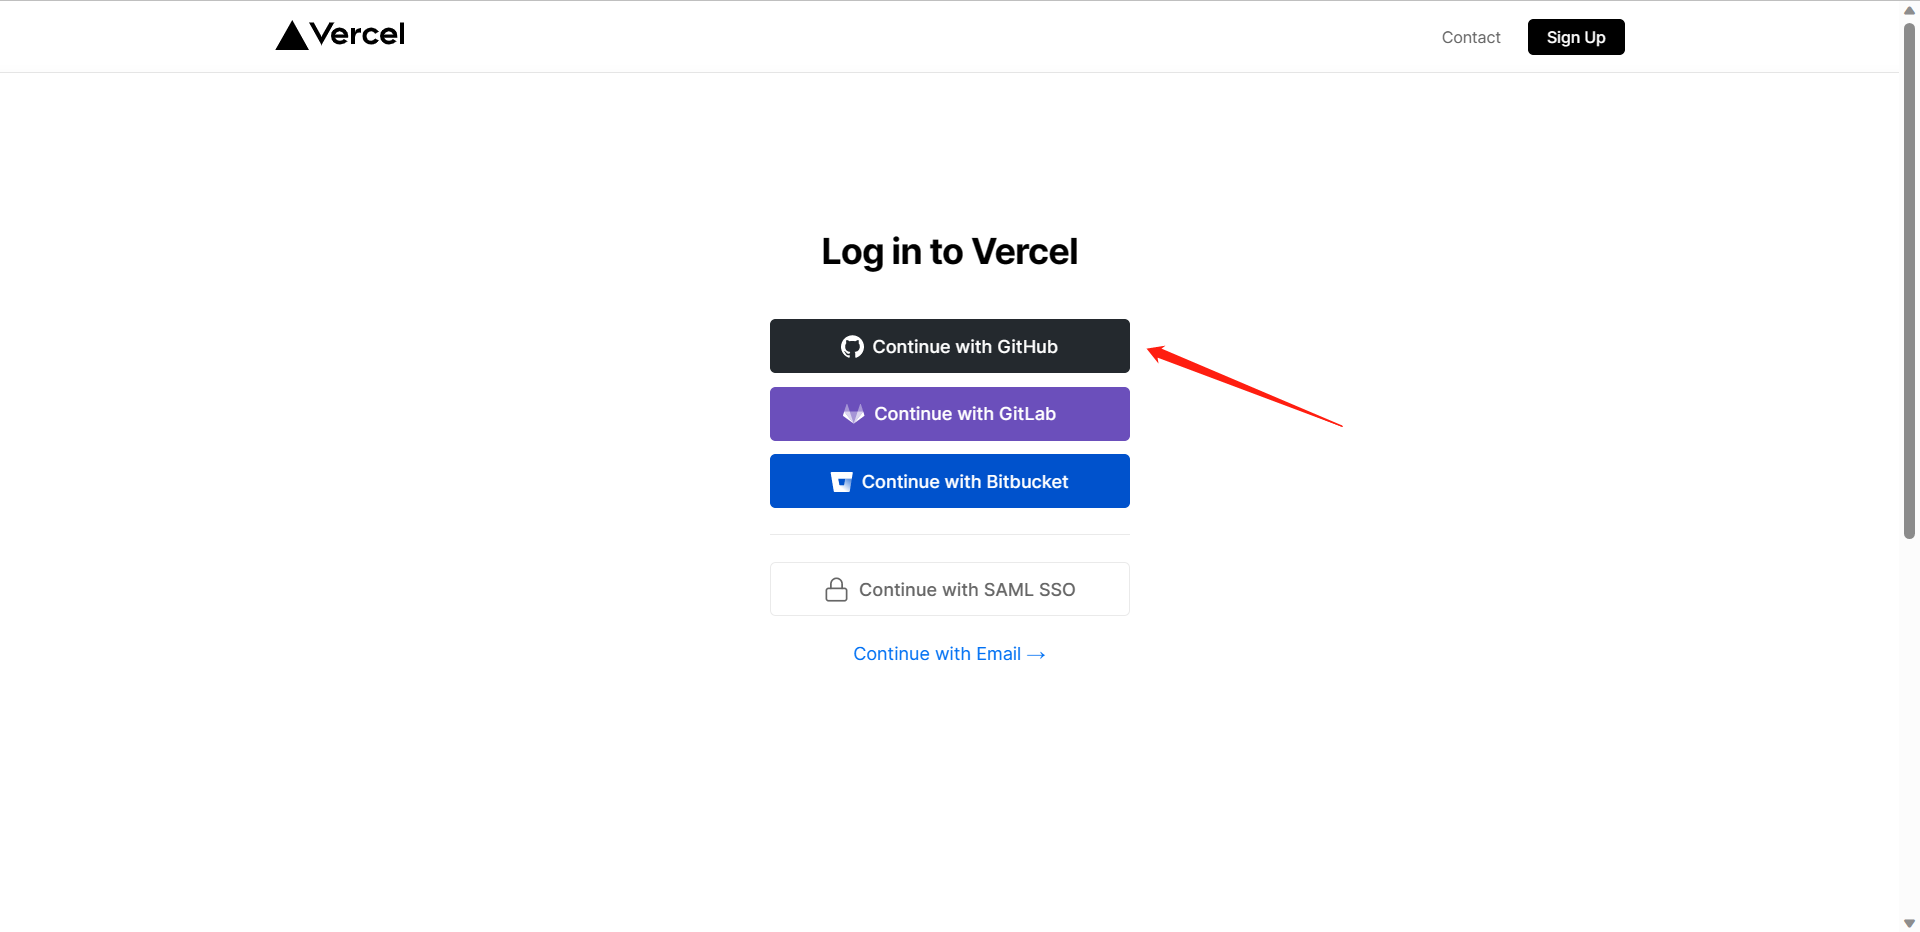 Vercel
Contact
Sign Up
Log in to Vercel
Continue with GitHub
Continue with GitLab
Continue with Bitbucket
Continue with SAML SSO
Continue with Email →